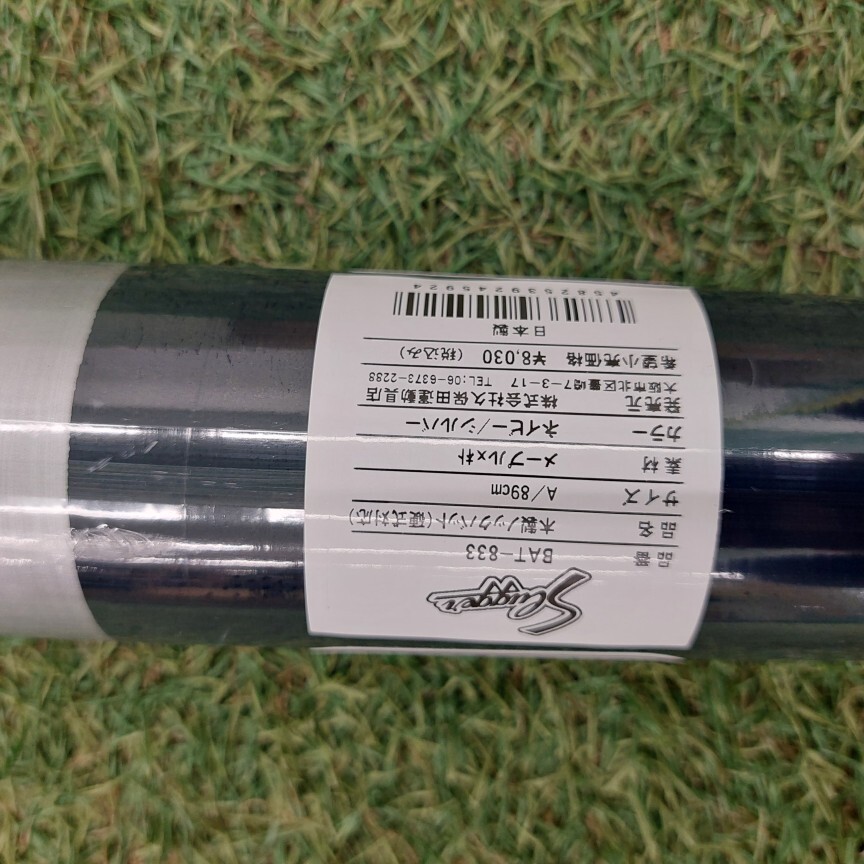 Slugger
品番 BAT-833
品名 木製ノックバット(硬式対応)
サイズ A/89cm
素材 メープル×朴
カラー ネイビー/シルバー
発売元 株式会社久保田運動具店
大阪市北区豊崎7-3-17 TEL:06-6373-2288
希望小売価格 ¥8,030 (税込み)
日本製
4582539245924